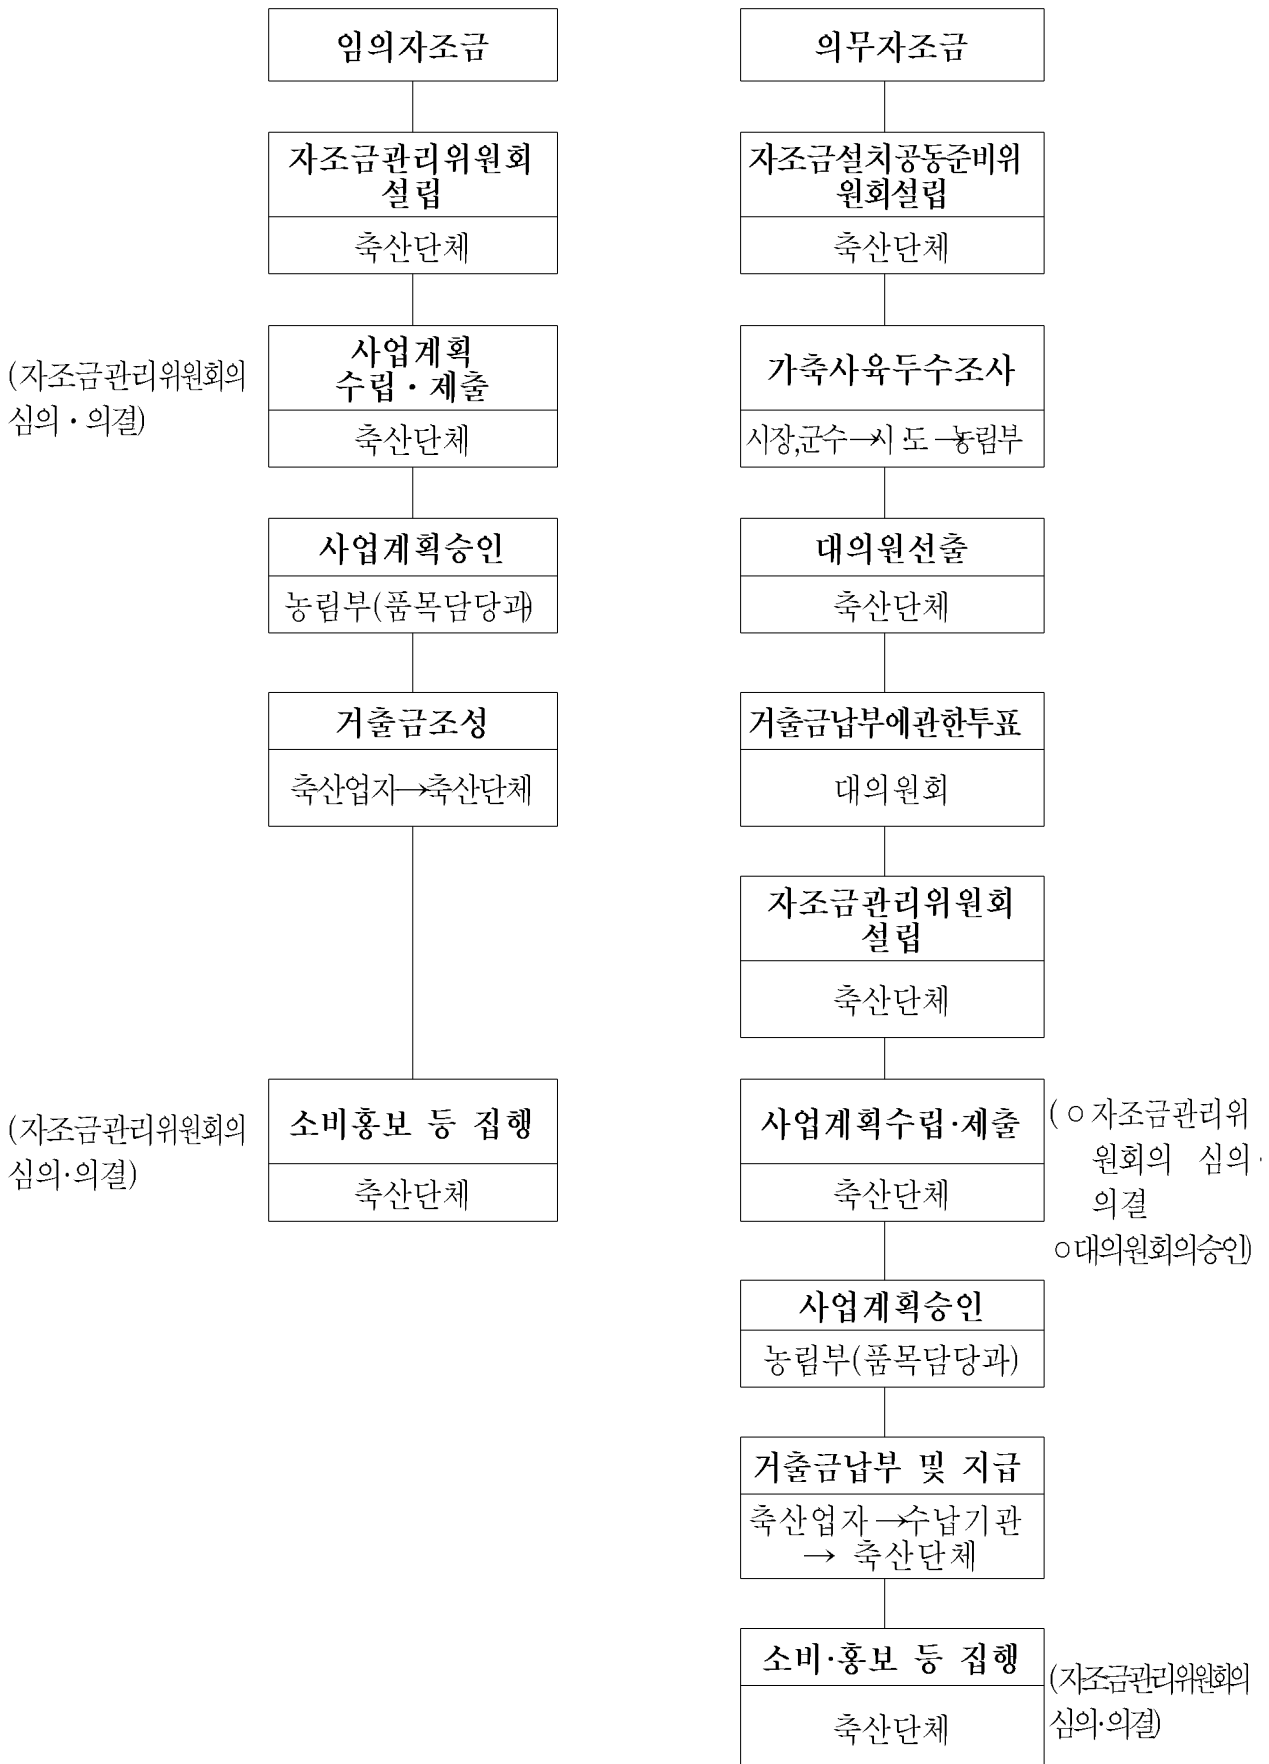 임의자조금
자조금관리위원회
설립
축산단체
(자조금관리위원회의
심의・의결)
사업계획
수립・제출
축산단체
사업계획승인
농림부(품목담당과)
거출금조성
축산업자→축산단체
(자조금관리위원회의
심의·의결)
소비홍보 등 집행
축산단체
의무자조금
자조금설치공동준비위
원회설립
축산단체
가축사육두수조사
시장,군수→시·도→농림부
대의원선출
축산단체
거출금납부에관한투표
대의원회
자조금관리위원회
설립
축산단체
사업계획수립·제출
축산단체
(ㅇ자조금관리위
원회의 심의·
의결
ㅇ대의원회의승인)
사업계획승인
농림부(품목담당과)
거출금납부 및 지급
축산업자→수납기관
→ 축산단체
소비·홍보 등 집행
축산단체
(자조금관리위원회의
심의·의결)